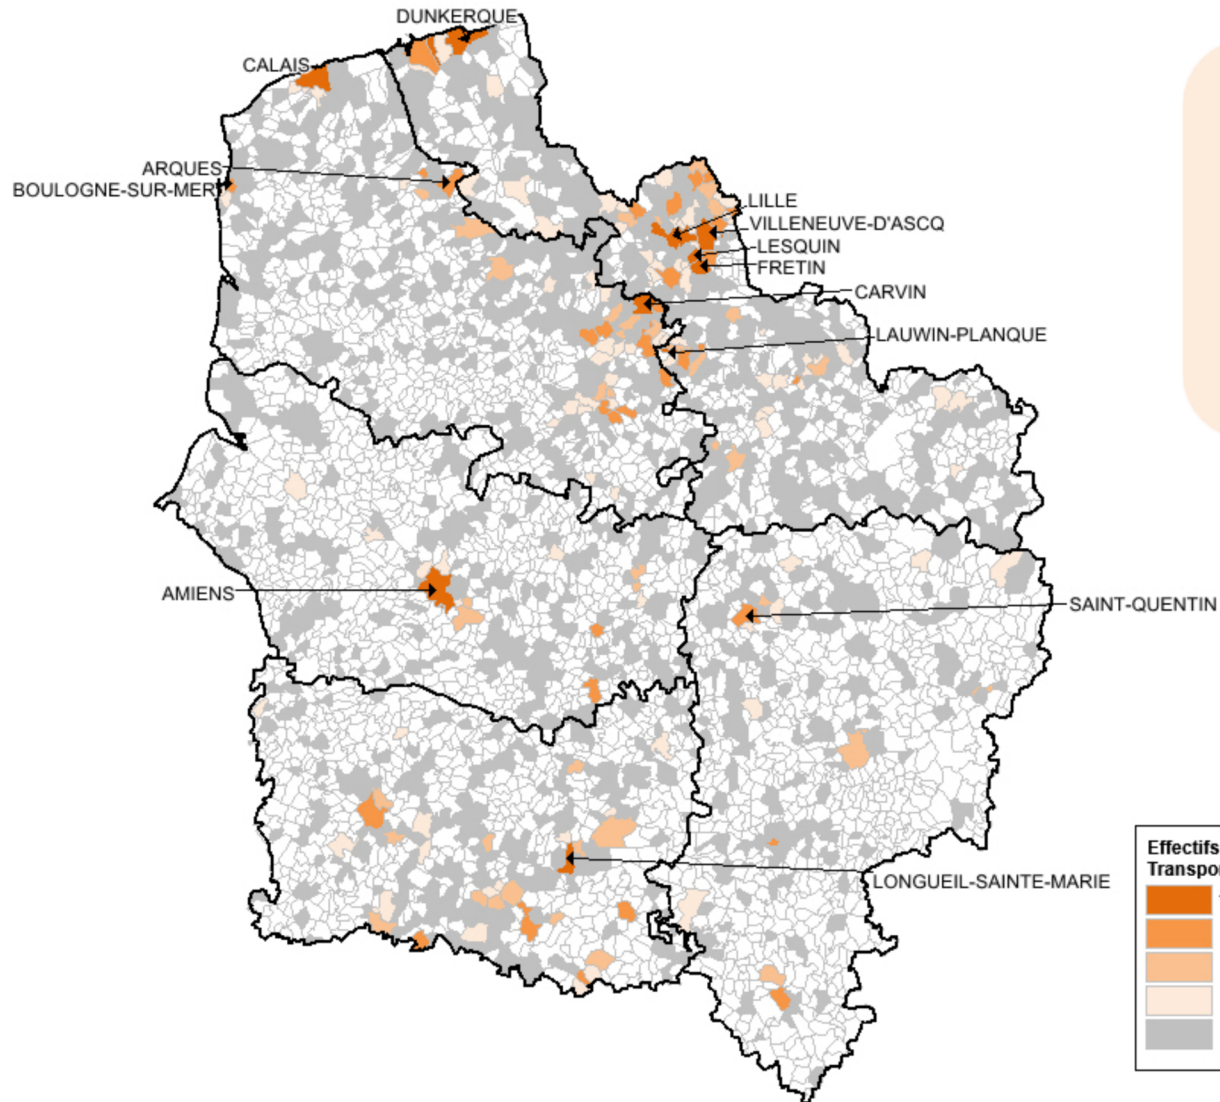 DUNKERQUE
CALAIS
ARQUES
BOULOGNE-SUR-MER
LILLE
VILLENEUVE-D'ASCQ
LESQUIN
FRETIN
CARVIN
LAUWIN-PLANQUE
AMIENS
SAINT-QUENTIN
LONGUEIL-SAINTE-MARIE
Effectifs